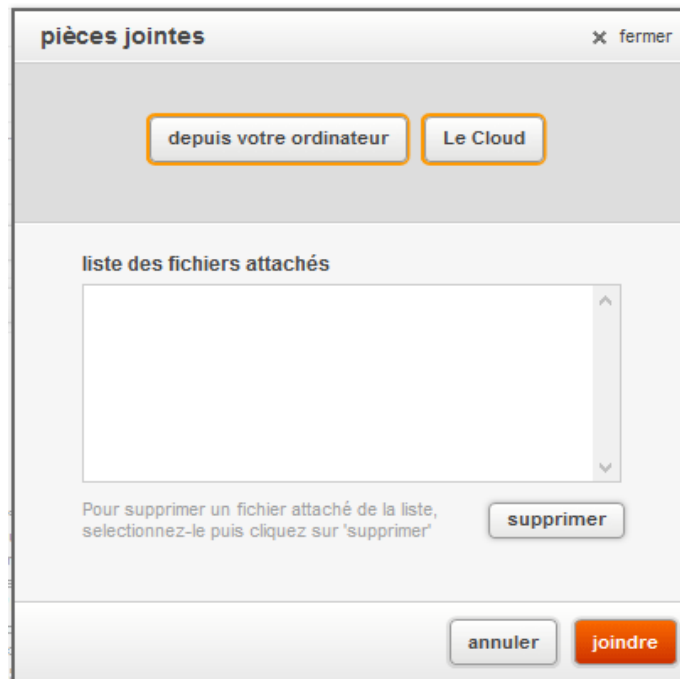 pièces jointes
fermer
depuis votre ordinateur
Le Cloud
liste des fichiers attachés
Pour supprimer un fichier attaché de la liste,
selectionnez-le puis cliquez sur 'supprimer'
supprimer
annuler
joindre